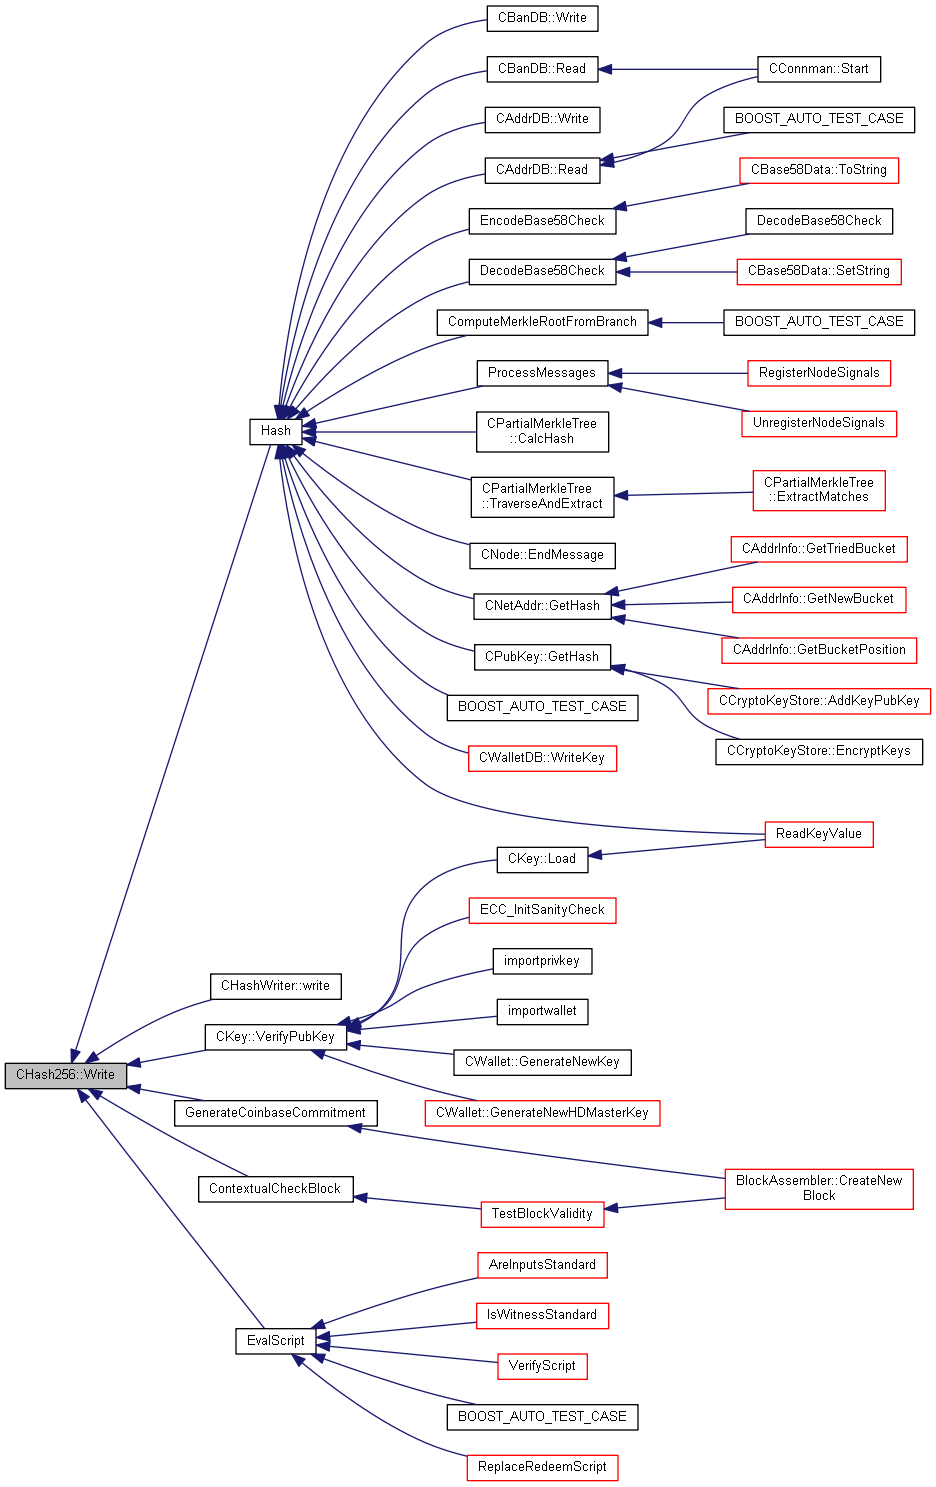 CBanDB::Write
CBanDB::Read
CConnman::Start
CAddrDB::Write
BOOST_AUTO_TEST_CASE
CAddrDB::Read
CBase58Data::ToString
EncodeBase58Check
DecodeBase58Check
DecodeBase58Check
CBase58Data::SetString
ComputeMerkleRootFromBranch
BOOST_AUTO_TEST_CASE
ProcessMessages
RegisterNodeSignals
UnregisterNodeSignals
Hash
CPartialMerkleTree
::CalcHash
CPartialMerkleTree
::TraverseAndExtract
CPartialMerkleTree
::ExtractMatches
CNode::EndMessage
CAddrInfo::GetTriedBucket
CNetAddr::GetHash
CAddrInfo::GetNewBucket
CAddrInfo::GetBucketPosition
CPubKey::GetHash
CCryptoKeyStore::AddKeyPubKey
BOOST_AUTO_TEST_CASE
CCryptoKeyStore::EncryptKeys
CWalletDB::WriteKey
ReadKeyValue
CKey::Load
ECC_InitSanityCheck
importprivkey
CHashWriter::write
importwallet
CKey::VerifyPubKey
CWallet::GenerateNewKey
CHash256::Write
CWallet::GenerateNewHDMasterKey
GenerateCoinbaseCommitment
ContextualCheckBlock
BlockAssembler::CreateNew
Block
TestBlockValidity
AreInputsStandard
IsWitnessStandard
EvalScript
VerifyScript
BOOST_AUTO_TEST_CASE
ReplaceRedeemScript